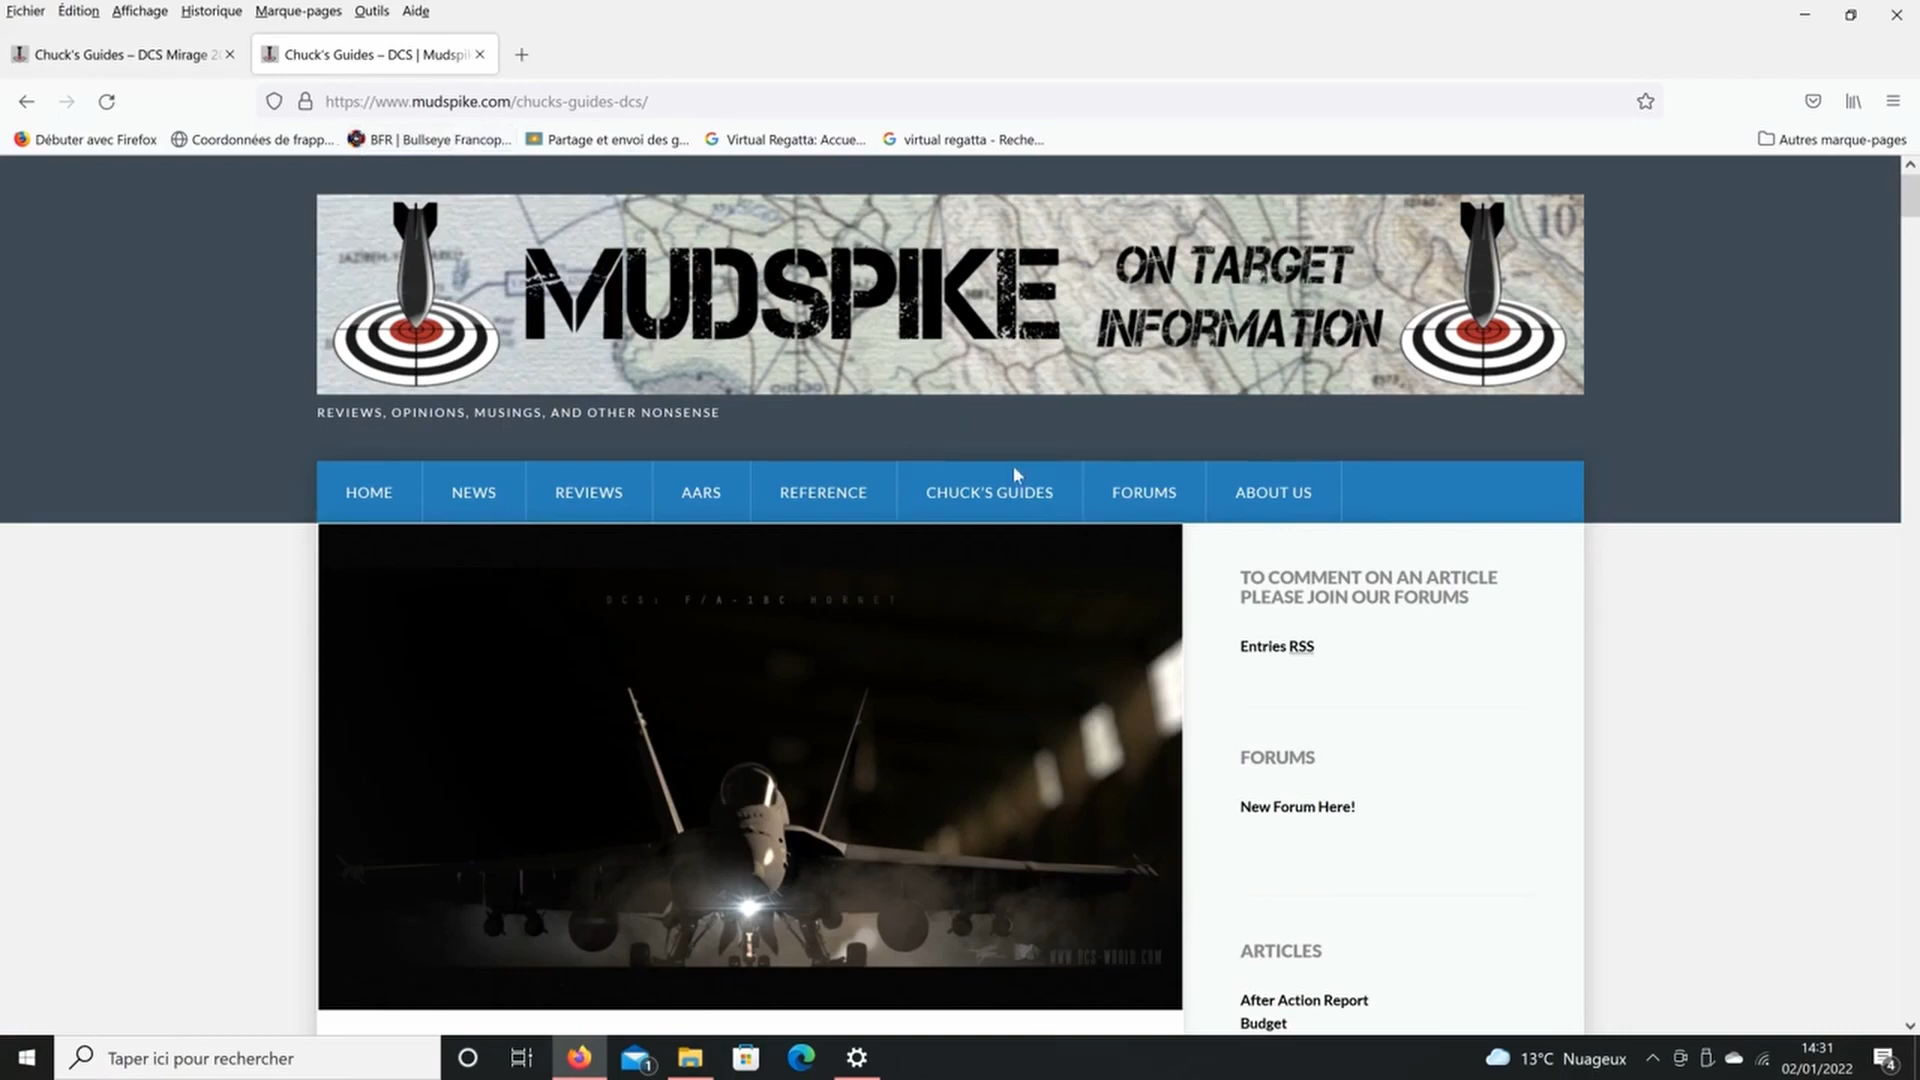 Fichier Édition Affichage Historique Marque-pages Outils Aide
Chuck's Guides – DCS Mirage 2
Chuck's Guides – DCS | Mudspi
https://www.mudspike.com/chucks-guides-dcs/
Débuter avec Firefox Coordonnées de frapp... BFR | Bullseye Francop... Partage et envoi des g... Virtual Regatta: Accue... virtual regatta - Reche... Autres marque-pages
MUDSPIKE
ON TARGET
INFORMATION
10
REVIEWS, OPINIONS, MUSINGS, AND OTHER NONSENSE
HOME NEWS REVIEWS AARS REFERENCE CHUCK'S GUIDES FORUMS ABOUT US
DCS: F/A-18C HORNET
WWW.DCS-WORLD.COM
TO COMMENT ON AN ARTICLE
PLEASE JOIN OUR FORUMS
Entries RSS
FORUMS
New Forum Here!
ARTICLES
After Action Report
Budget
Taper ici pour rechercher
1
13°C Nuageux
14:31
02/01/2022
4